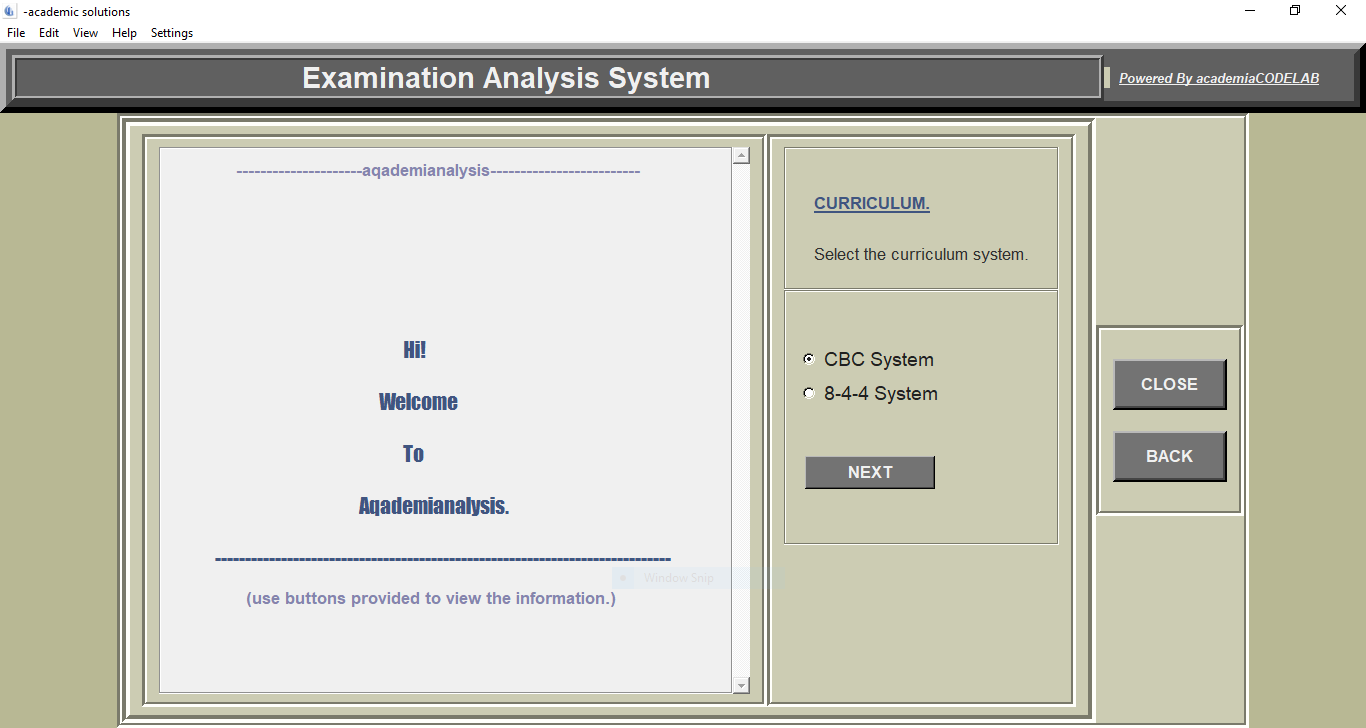 -academic solutions
File Edit View Help Settings
Examination Analysis System
Powered By academiaCODELAB
---------------------aqademianalysis-------------------------
Hi!
Welcome
To
Aqademianalysis.
----------------------------------------------------------------------------
(use buttons provided to view the information.)
Window Snip
CURRICULUM.
Select the curriculum system.
CBC System
8-4-4 System
NEXT
CLOSE
BACK